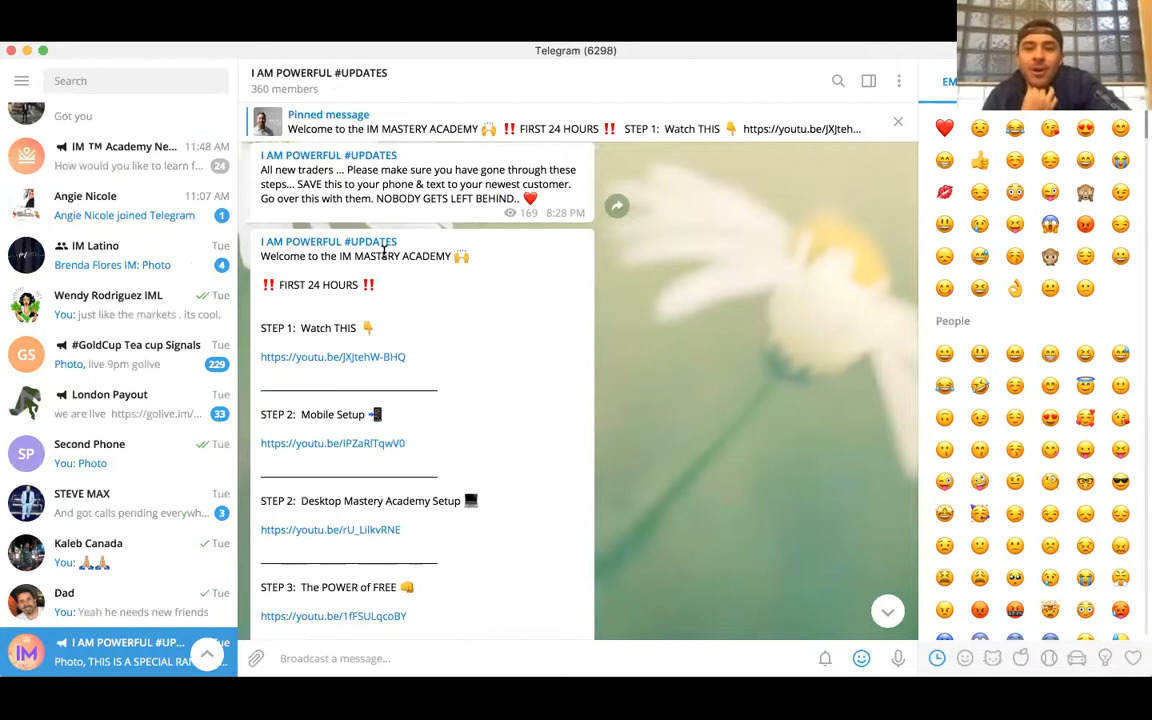 Telegram (6298)
Search
Got you
IM ™ Academy Ne... 11:48 AM
How would you like to learn f... 24
Angie Nicole 11:07 AM
Angie Nicole joined Telegram 1
IM Latino Tue
Brenda Flores IM: Photo 4
Wendy Rodriguez IML Tue
You: just like the markets . its cool.
GS
#GoldCup Tea cup Signals Tue
Photo, live 9pm golive 229
London Payout Tue
we are live https://golive.im/... 33
SP
Second Phone Tue
You: Photo
STEVE MAX Tue
And got calls pending everywh... 3
Kaleb Canada Tue
You: 🙏🏼🙏🏼
Dad Tue
You: Yeah he needs new friends
IM
I AM POWERFUL #UP... Tue
Photo, THIS IS A SPECIAL RA
I AM POWERFUL #UPDATES
360 members
Pinned message
Welcome to the IM MASTERY ACADEMY 🙌 ‼️ FIRST 24 HOURS ‼️ STEP 1: Watch THIS 👇 https://youtu.be/JXJteh...
I AM POWERFUL #UPDATES
All new traders ... Please make sure you have gone through these
steps... SAVE this to your phone & text to your newest customer.
Go over this with them. NOBODY GETS LEFT BEHIND.. ❤️
169 8:28 PM
I AM POWERFUL #UPDATES
Welcome to the IM MASTERY ACADEMY 🙌
‼️ FIRST 24 HOURS ‼️
STEP 1: Watch THIS 👇
https://youtu.be/JXJtehW-BHQ
STEP 2: Mobile Setup 📲
https://youtu.be/IPZaRlTqwV0
STEP 2: Desktop Mastery Academy Setup 💻
https://youtu.be/rU_LilkvRNE
STEP 3: The POWER of FREE 👊
https://youtu.be/1fFSULqcoBY
Broadcast a message...
EM
People